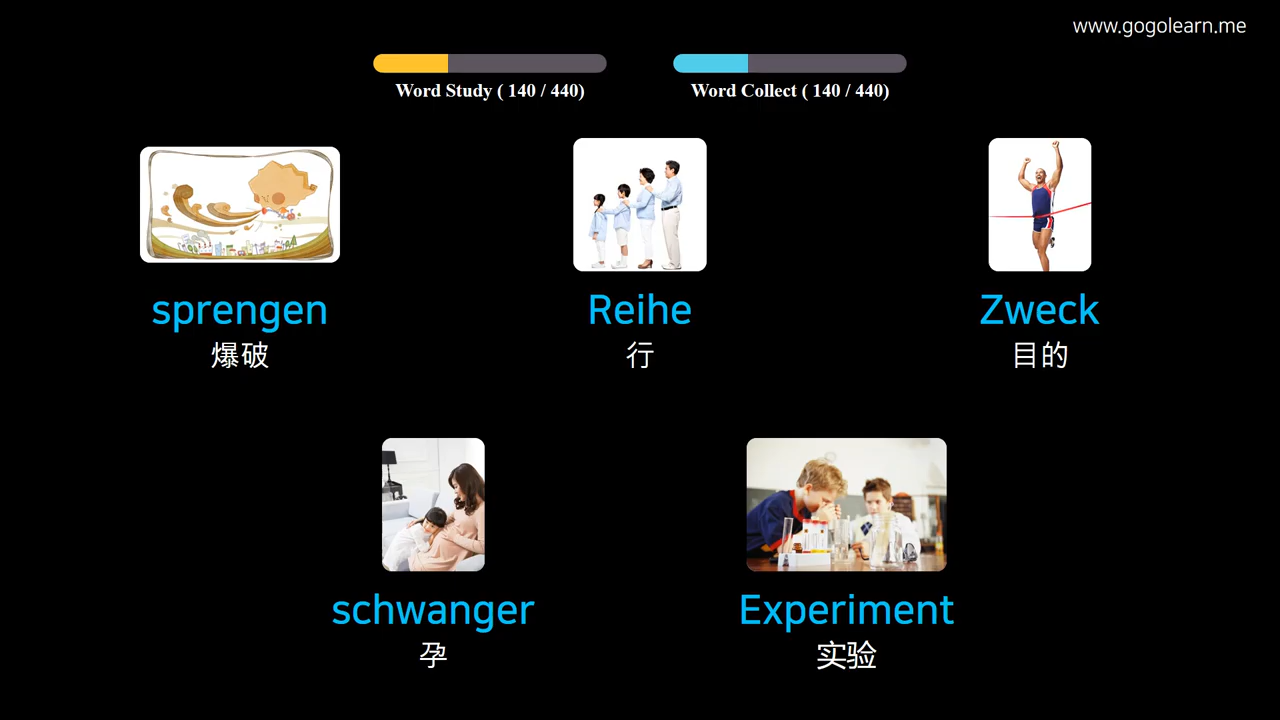 www.gogolearn.me
Word Study ( 140 / 440)
Word Collect ( 140 / 440)
sprengen
爆破
Reihe
行
Zweck
目的
schwanger
孕
Experiment
实验